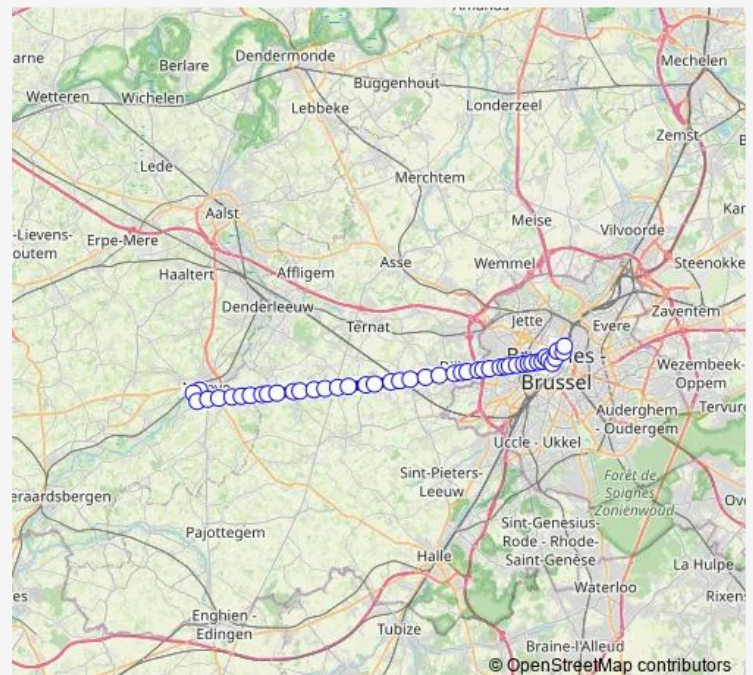 Dendermonde
Mechelen
Berlare
Wetteren
Wichelen
Buggenhout
Lebbeke
Londerzeel
Zemst
Lede
Merchtem
Aalst
Meise
Vilvoorde
-Lievens-
outem
Erpe-Mere
Haaltert
Affligem
Asse
Wemmel
Steenokke
Denderleeuw
Ternat
Jette
Evere
Zaventem
Brussel
Wezembeek-
Oppem
Auderghem
- Oudergem
Tervure
Uccle - Ukkel
eraardsbergen
Sint-Pieters-
Leeuw
Forêt de
Soignes
Zonienwoud
Pajottegem
Sint-Genesius-
Rode - Rhode-
Saint-Genèse
Halle
La Hulpe
Waterloo
Rixens
Enghien -
Edingen
Tubize
Braine-l'Alleud
© OpenStreetMap contributors